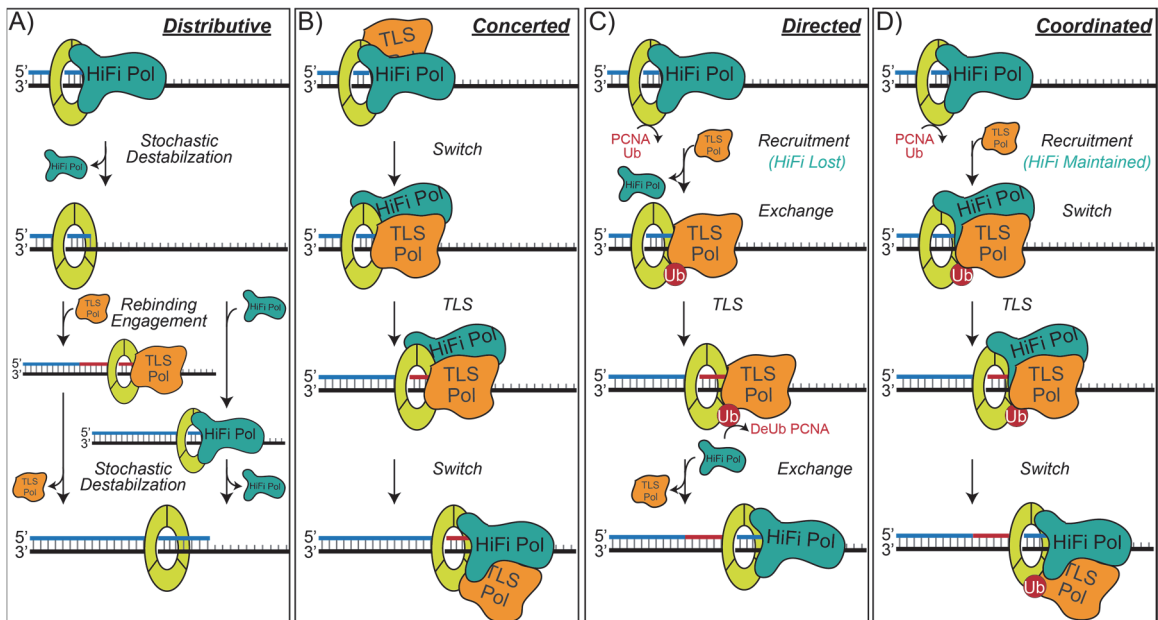 A) Distributive
5'
3'
HiFi Pol
Stochastic
Destabilzation
HiFi Pol
5'
3'
TLS
Pol
Rebinding
Engagement
HiFi Pol
5'
3'
TLS
Pol
5'
3'
HiFi Pol
Stochastic
Destabilzation
TLS
Pol
HiFi Pol
5'
3'
B) Concerted
TLS
5'
3'
HiFi Pol
Switch
HiFi Pol
5'
3'
TLS
Pol
TLS
HiFi Pol
5'
3'
TLS
Pol
Switch
5'
3'
HiFi Pol
TLS
Pol
C) Directed
5'
3'
HiFi Pol
PCNA
Ub
TLS
Pol
Recruitment
(HiFi Lost)
HiFi Pol
Exchange
5'
3'
TLS
Pol
Ub
TLS
5'
3'
TLS
Pol
Ub
DeUb PCNA
HiFi Pol
TLS
Pol
Exchange
5'
3'
HiFi Pol
D) Coordinated
5'
3'
HiFi Pol
PCNA
Ub
TLS
Pol
Recruitment
(HiFi Maintained)
HiFi Pol
Switch
5'
3'
TLS
Pol
Ub
TLS
HiFi Pol
5'
3'
TLS
Pol
Ub
Switch
5'
3'
HiFi Pol
Ub
TLS
Pol